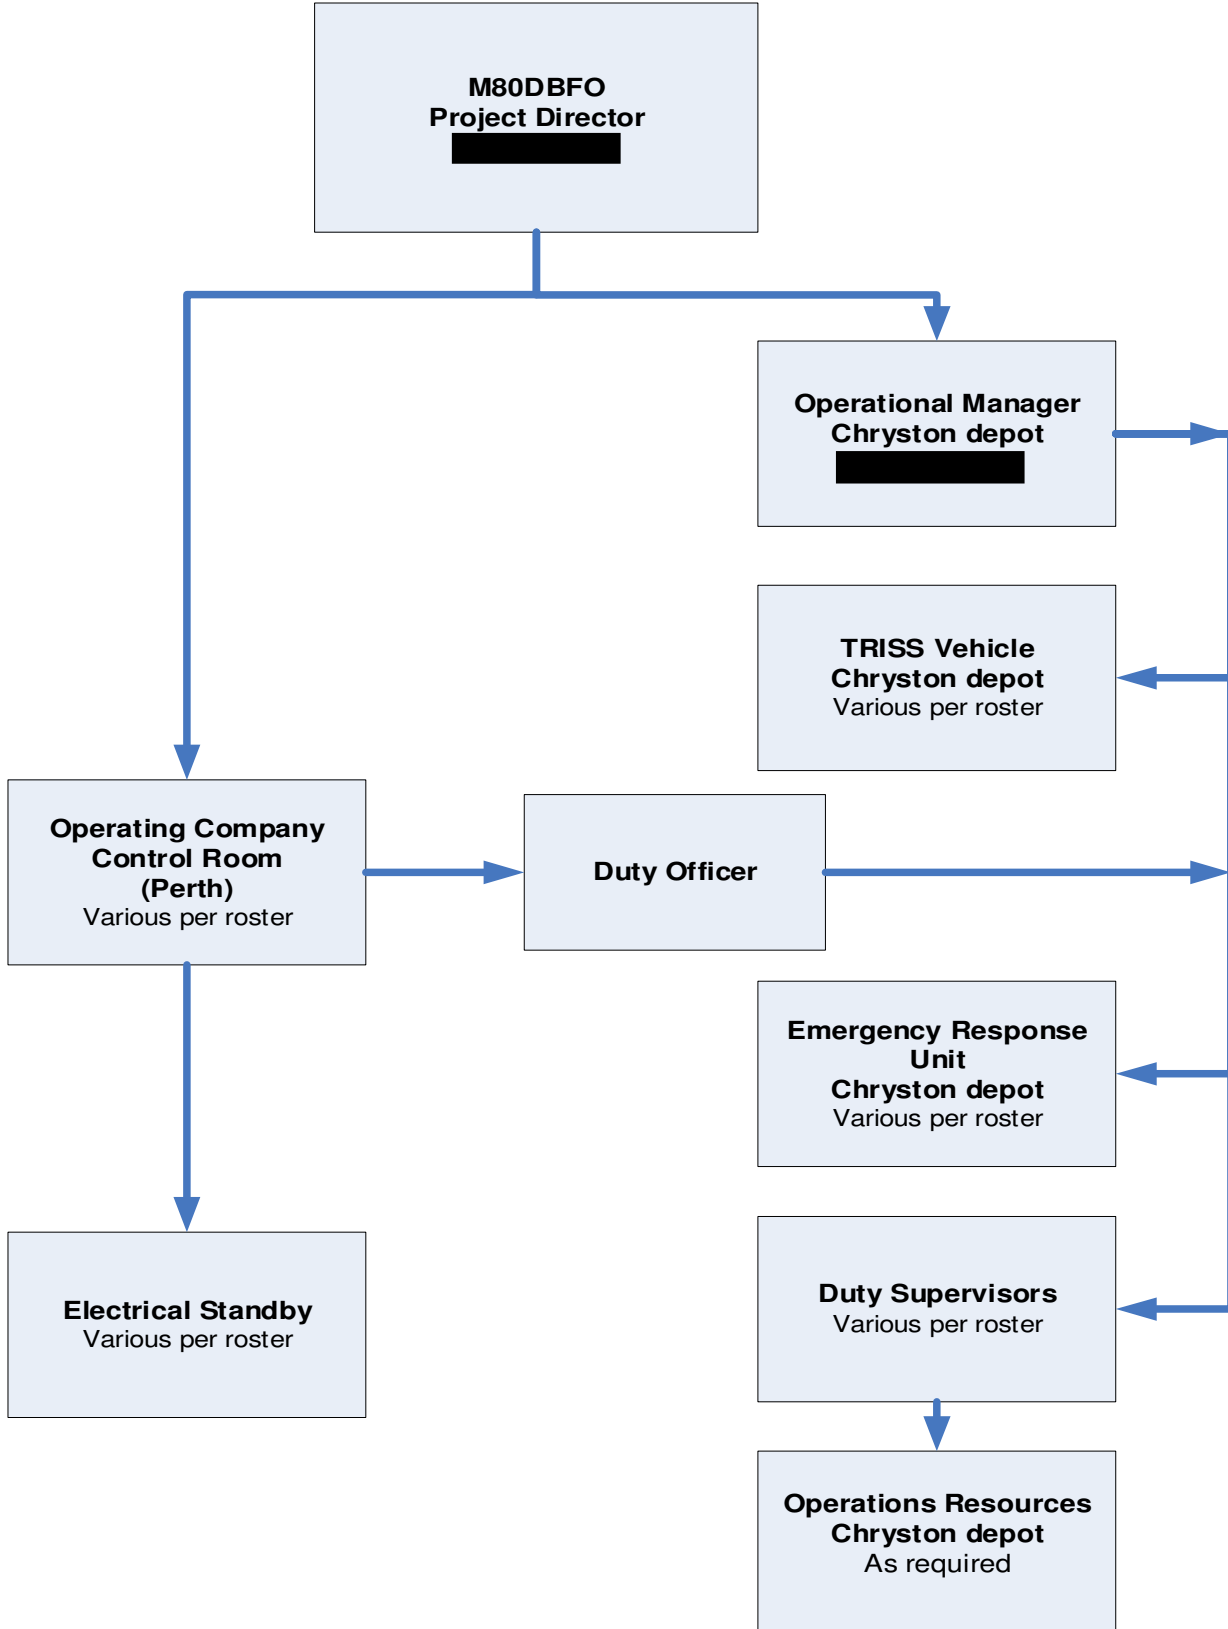 M80DBFO
Project Director
Operational Manager
Chryston depot
TRISS Vehicle
Chryston depot
Various per roster
Operating Company
Control Room
(Perth)
Various per roster
Duty Officer
Emergency Response
Unit
Chryston depot
Various per roster
Electrical Standby
Various per roster
Duty Supervisors
Various per roster
Operations Resources
Chryston depot
As required